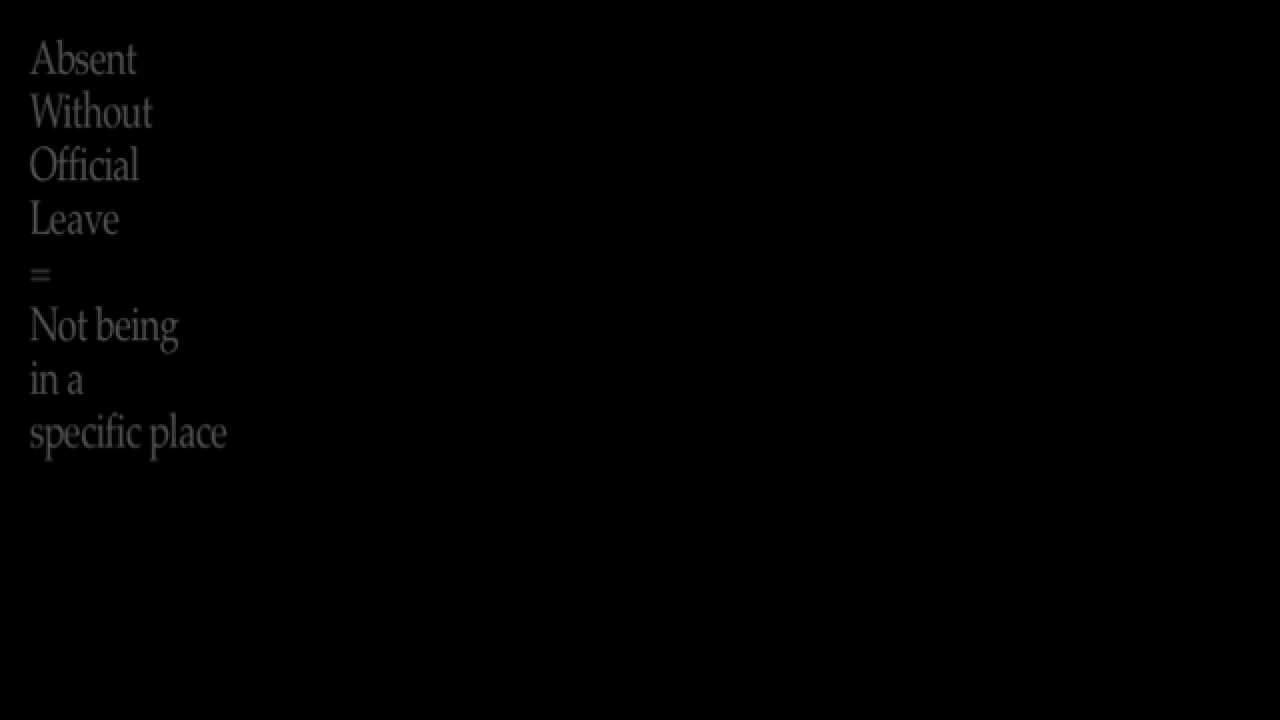 Absent
Without
Official
Leave
=
Not being
in a
specific place